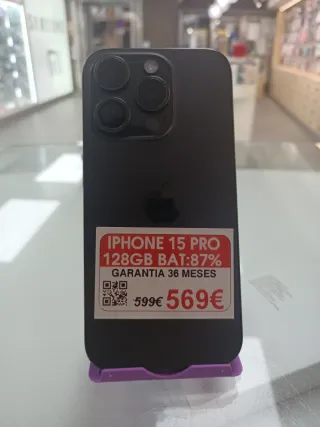 IPHONE 15 PRO
128GB BAT:87%
GARANTIA 36 MESES
599€ 569€